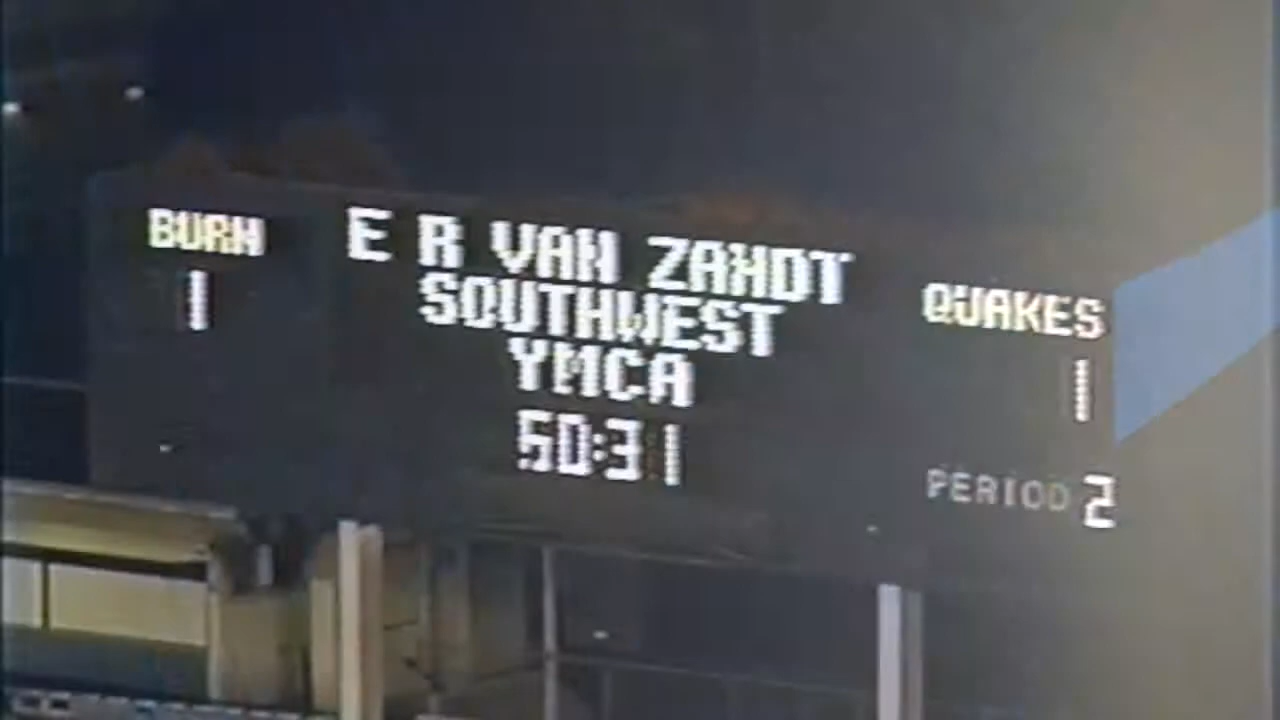 BURN
1
E R VAN ZANDT
SOUTHWEST
YMCA
50:31
QUAKES
1
PERIOD 2